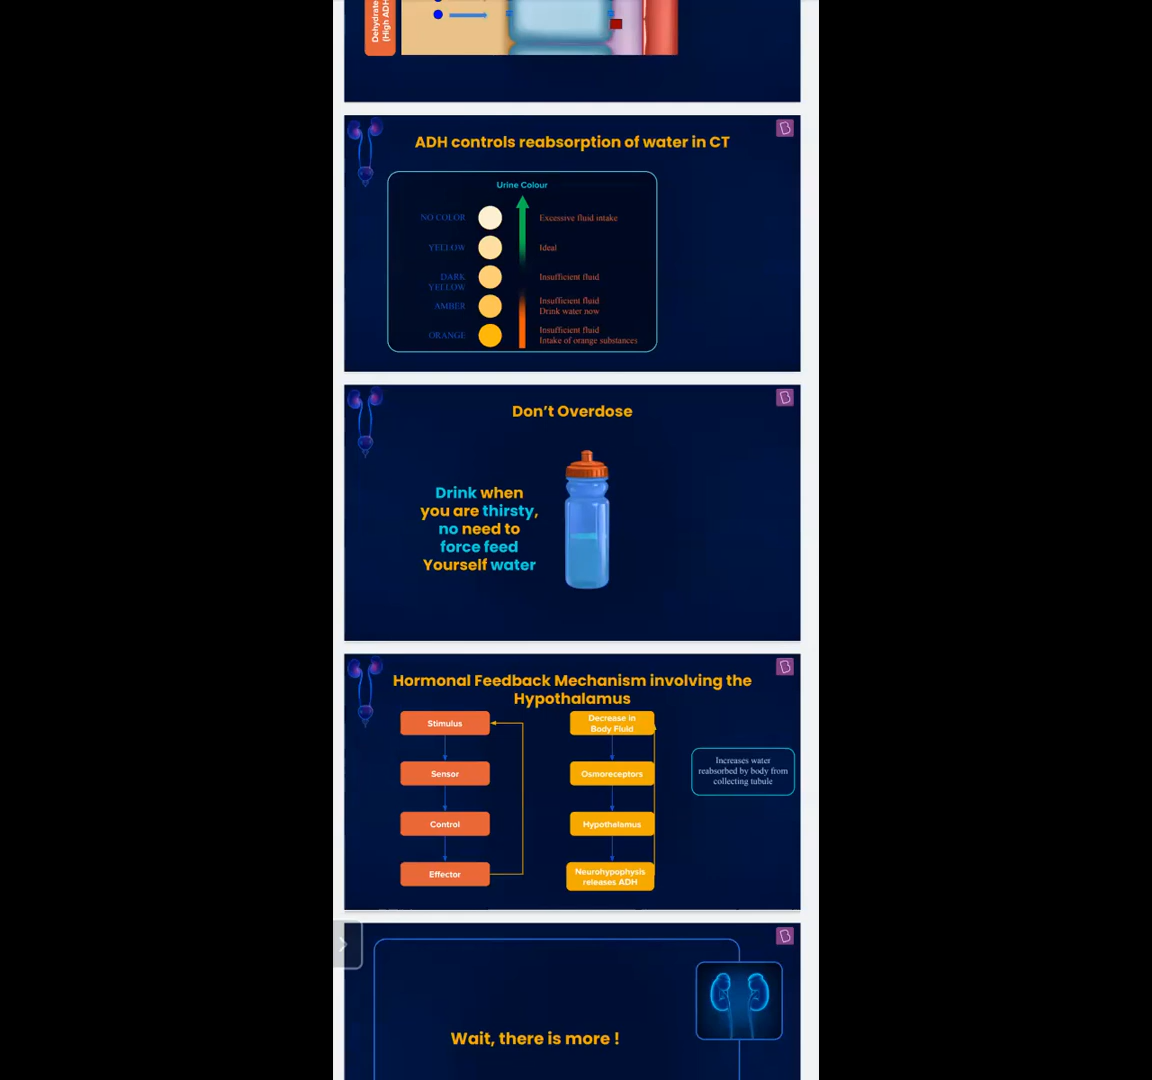 Dehydrate
(High ADH
ADH controls reabsorption of water in CT
Urine Colour
NO COLOR
Excessive fluid intake
YELLOW
Ideal
DARK
YELLOW
Insufficient fluid
AMBER
Insufficient fluid
Drink water now
ORANGE
Insufficient fluid
Intake of orange substances
Don't Overdose
Drink when
you are thirsty,
no need to
force feed
Yourself water
Hormonal Feedback Mechanism involving the
Hypothalamus
Stimulus
Sensor
Control
Effector
Decrease in
Body Fluid
Osmoreceptors
Hypothalamus
Neurohypophysis
releases ADH
Increases water
reabsorbed by body from
collecting tubule
Wait, there is more !